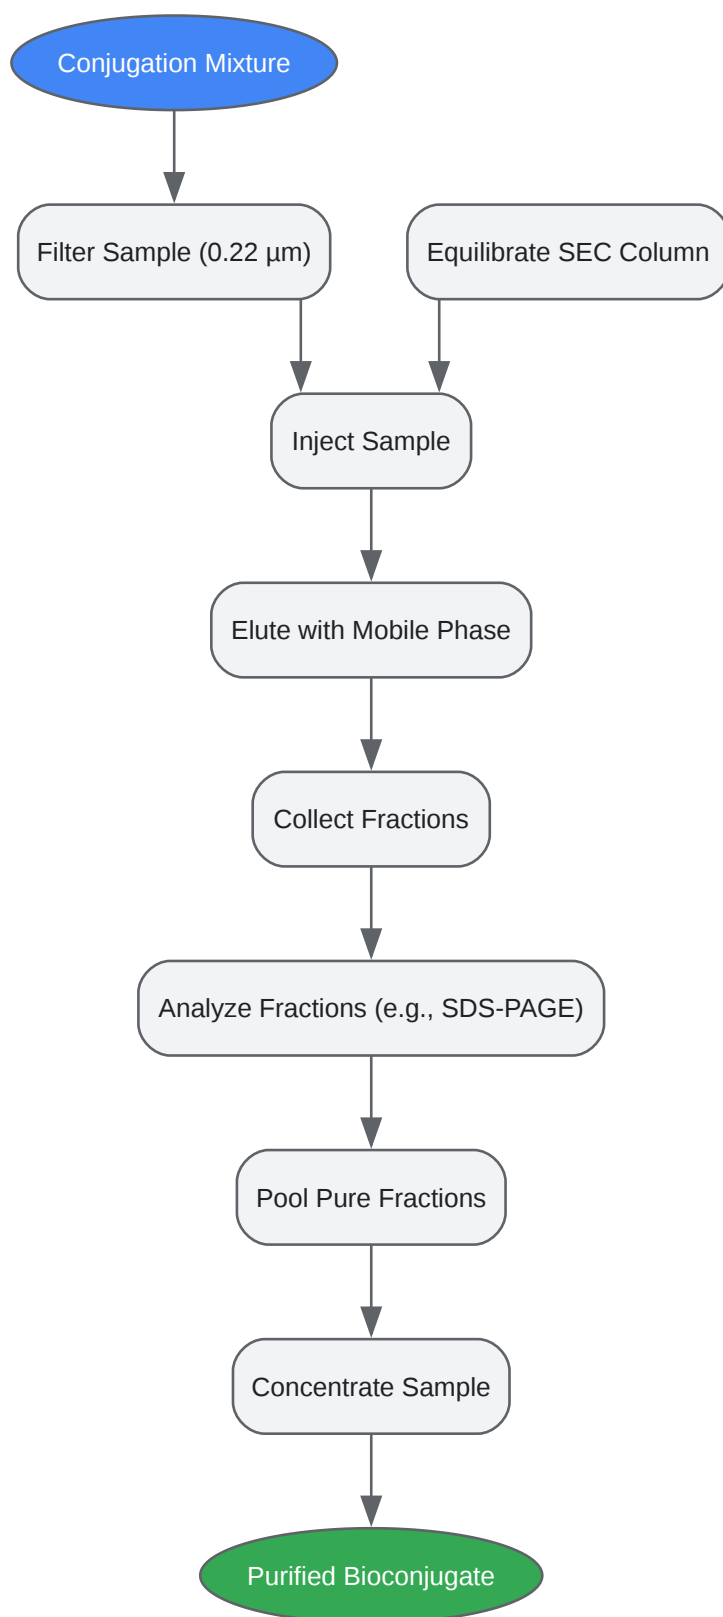 Conjugation Mixture
Filter Sample (0.22 µm)
Equilibrate SEC Column
Inject Sample
Elute with Mobile Phase
Collect Fractions
Analyze Fractions (e.g., SDS-PAGE)
Pool Pure Fractions
Concentrate Sample
Purified Bioconjugate